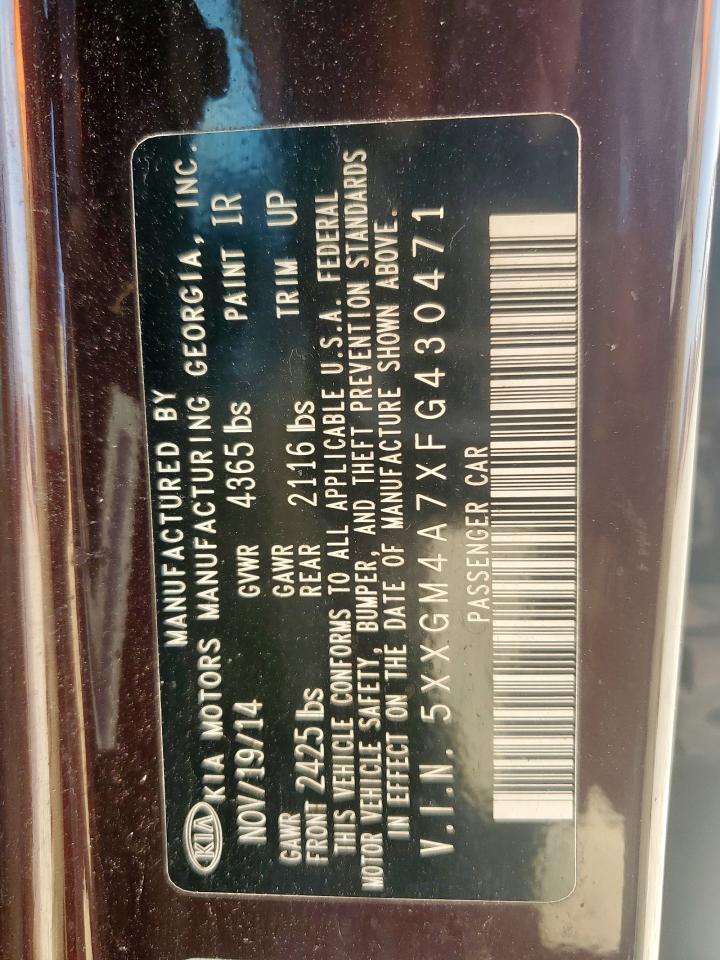 MANUFACTURED BY
KIA KIA MOTORS MANUFACTURING GEORGIA, INC.
NOV/19/14 GVWR 4365 lbs PAINT IR
GAWR FRONT 2425 lbs GAWR REAR 2116 lbs TRIM UP
THIS VEHICLE CONFORMS TO ALL APPLICABLE U.S.A. FEDERAL
MOTOR VEHICLE SAFETY, BUMPER, AND THEFT PREVENTION STANDARDS
IN EFFECT ON THE DATE OF MANUFACTURE SHOWN ABOVE.
V.I.N. 5XXGM4A7XFG430471
PASSENGER CAR